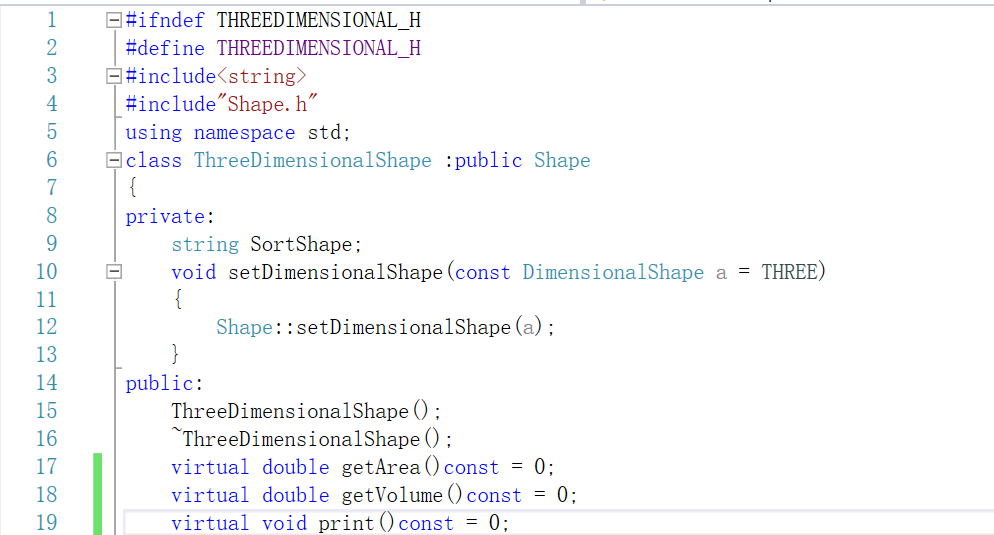 1 #ifndef THREEDIMENSIONAL_H
2 #define THREEDIMENSIONAL_H
3 #include<string>
4 #include"Shape.h"
5 using namespace std;
6 class ThreeDimensionalShape :public Shape
7 {
8 private:
9     string SortShape;
10     void setDimensionalShape(const DimensionalShape a = THREE)
11     {
12         Shape::setDimensionalShape(a);
13     }
14 public:
15     ThreeDimensionalShape();
16     ~ThreeDimensionalShape();
17     virtual double getArea()const = 0;
18     virtual double getVolume()const = 0;
19     virtual void print()const = 0;